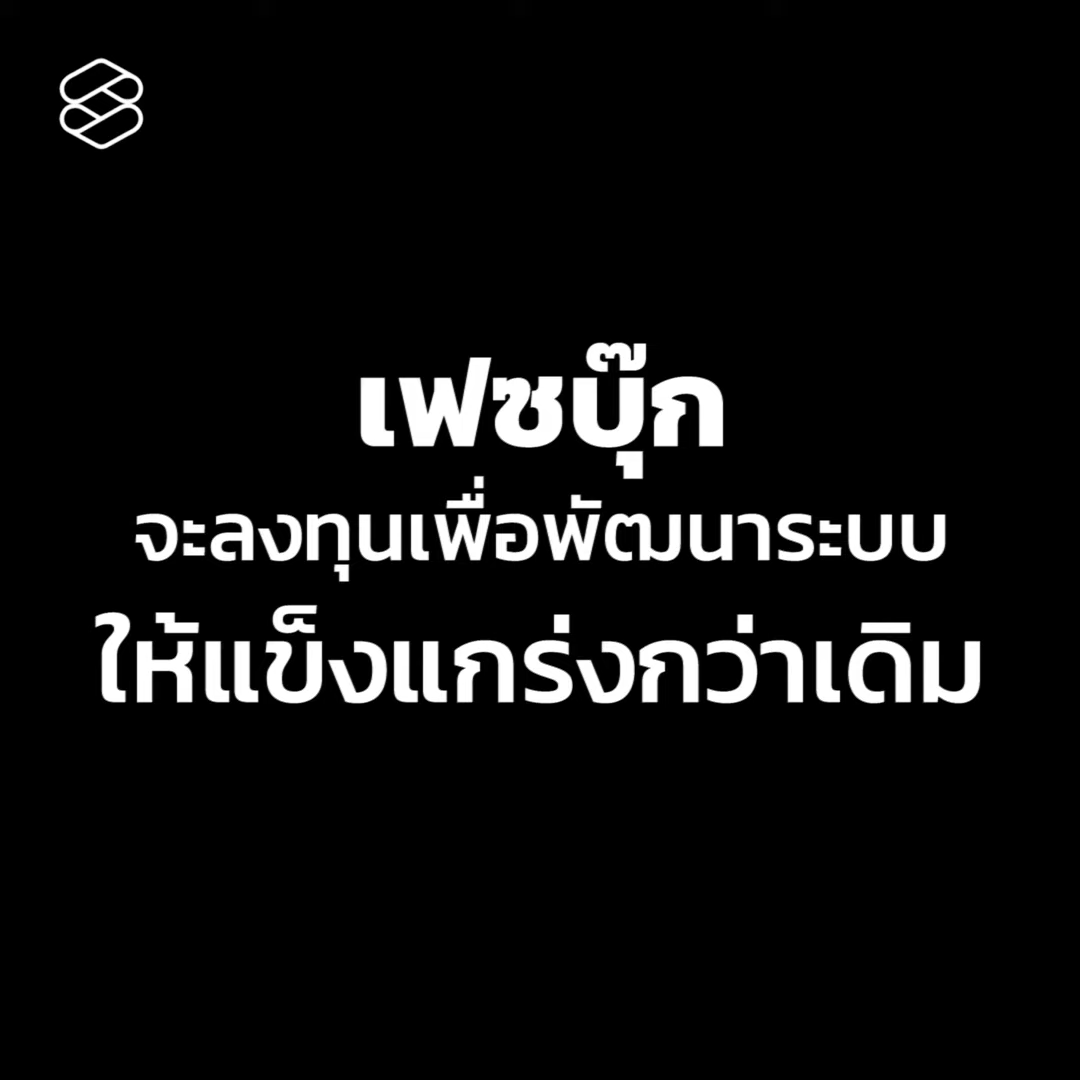 เฟซบุ๊ก
จะลงทุนเพื่อพัฒนาระบบ
ให้แข็งแกร่งกว่าเดิม